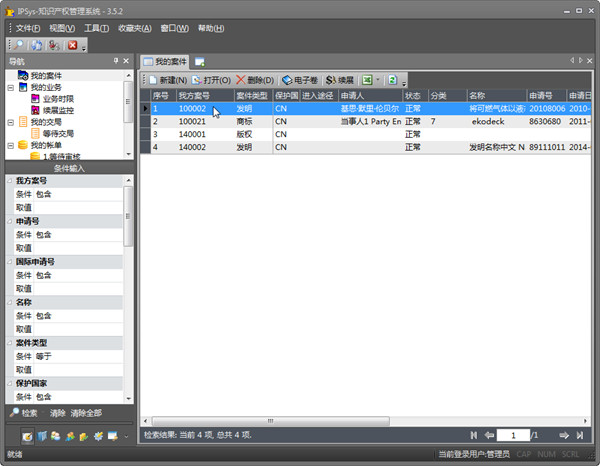 IPSys-知识产权管理系统 - 3.5.2
文件(F) 视图(V) 工具(T) 收藏夹(A) 窗口(W) 帮助(H)
导航
我的案件
我的业务
业务时限
续展监控
我的交局
等待交局
我的帐单
1.等待审核
条件输入
我方案号
条件 包含
取值
申请号
条件 包含
取值
国际申请号
条件 包含
取值
名称
条件 包含
取值
案件类型
条件 等于
取值
保护国家
条件 包含
检索 清除 清除全部
我的案件
新建(N) 打开(O) 删除(D) 电子卷 续展
序号 我方案号 案件类型 保护国 进入途径 申请人 状态 分类 名称 申请号 申请日
1 100002 发明 CN 基恩·默里·伦贝尔 正常 将可燃气体以液 20108006 2010-
2 100021 商标 CN 当事人1 Party En 正常 7 ekodeck 8630680 2011-
3 140001 版权 CN 正常
4 140002 发明 CN 正常 发明名称中文 N 89111011 2014-
检索结果: 当前 4 项, 总共 4 项.
1 /1
就绪 当前登录用户:管理员 CAP NUM SCRL